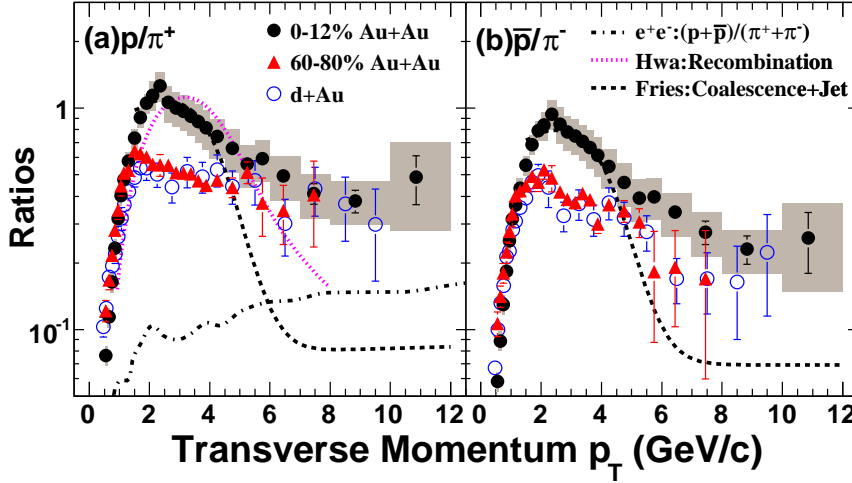 (a)p/π⁺
0-12% Au+Au
60-80% Au+Au
d+Au
(b)p̅/π⁻
e⁺e⁻:(p+p̅)/(π⁺+π⁻)
Hwa:Recombination
Fries:Coalescence+Jet
Ratios
1
10⁻¹
0 2 4 6 8 10 12
0 2 4 6 8 10 12
Transverse Momentum p_T (GeV/c)